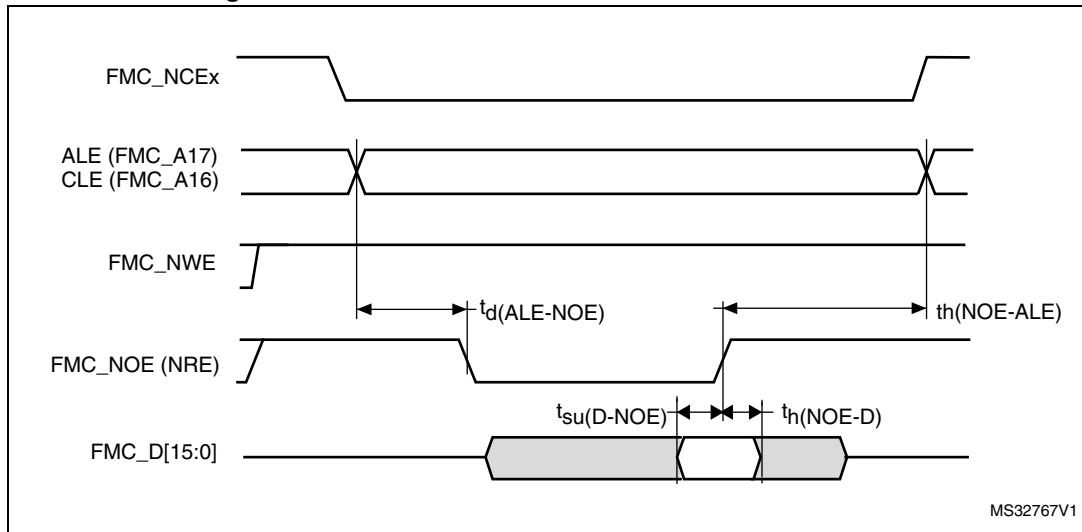 FMC_NCEx
ALE (FMC_A17)
CLE (FMC_A16)
FMC_NWE
td(ALE-NOE)
th(NOE-ALE)
FMC_NOE (NRE)
tsu(D-NOE)
th(NOE-D)
FMC_D[15:0]
MS32767V1